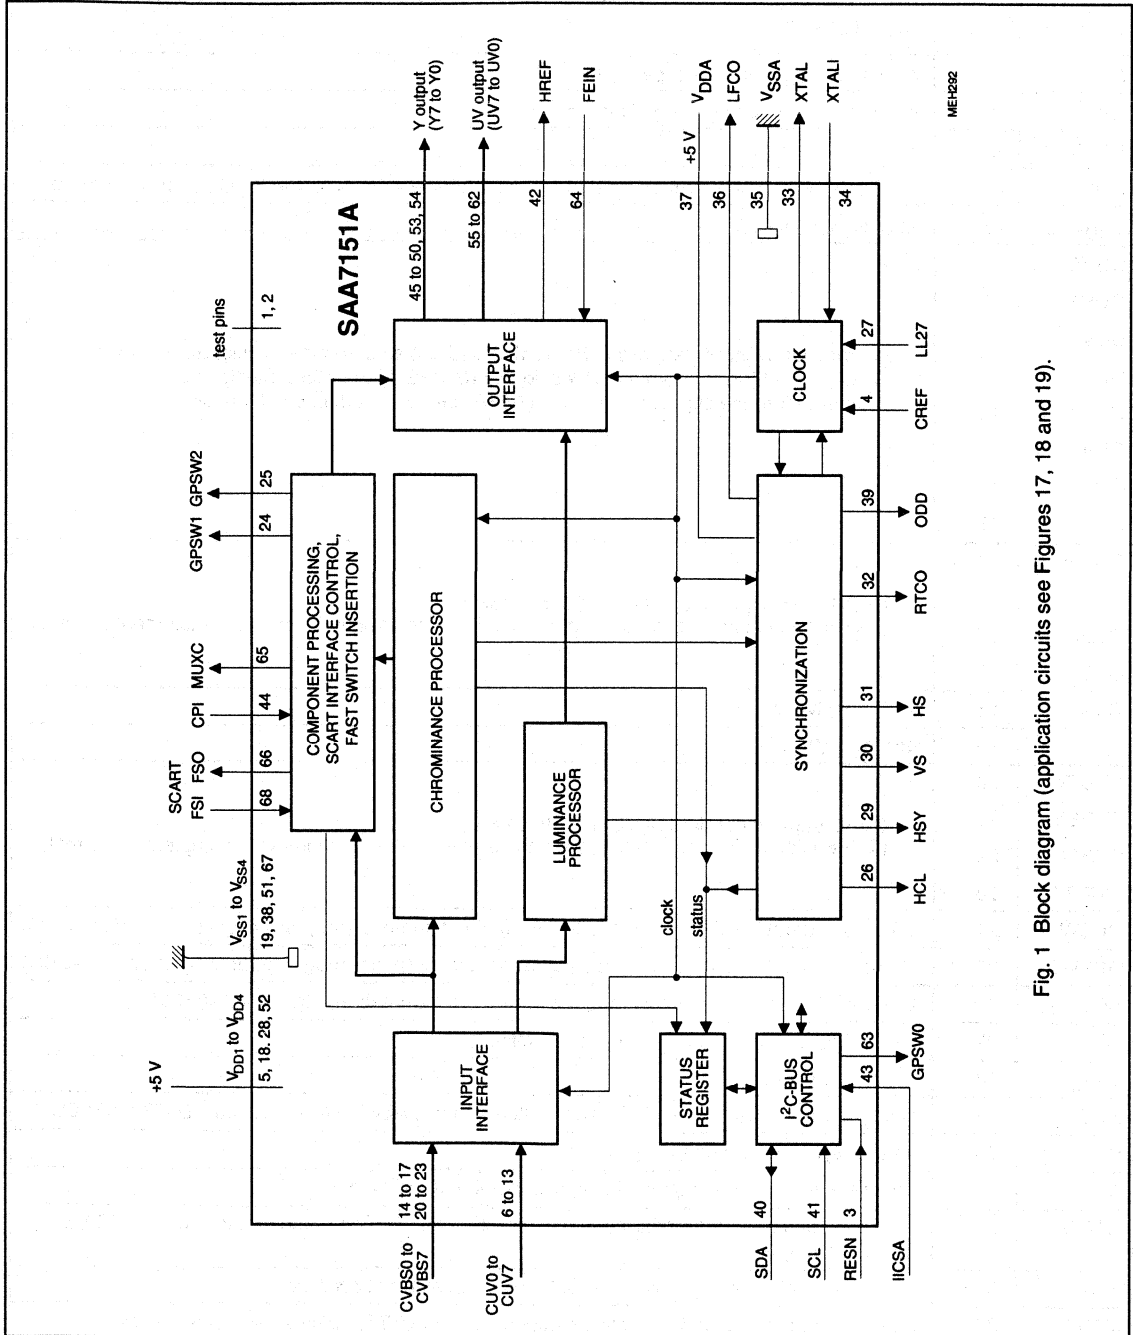 +5 V
V_DD1 to V_DD4
5, 18. 28, 52
V_SS1 to V_SS4
19, 38, 51, 67
SCART
FSI
FSO
CPI
MUXC
GPSW1
GPSW2
68
66
44
65
24
25
test pins
1, 2
SAA7151A
COMPONENT PROCESSING,
SCART INTERFACE CONTROL,
FAST SWITCH INSERTION
CHROMINANCE PROCESSOR
LUMINANCE
PROCESSOR
INPUT
INTERFACE
OUTPUT
INTERFACE
CVBS0 to
CVBS7
14 to 17
20 to 23
CUV0 to
CUV7
6 to 13
Y output
(Y7 to Y0)
45 to 50, 53, 54
UV output
(UV7 to UV0)
55 to 62
HREF
42
FEIN
64
clock
status
STATUS
REGISTER
I²C-BUS
CONTROL
SYNCHRONIZATION
CLOCK
+5 V
V_DDA
37
LFCO
36
V_SSA
35
XTAL
33
XTALI
34
SDA
40
SCL
41
RESN
3
IICSA
43
63
GPSW0
26
29
30
31
32
39
4
27
HCL
HSY
VS
HS
RTCO
ODD
CREF
LL27
MEH292
Fig. 1 Block diagram (application circuits see Figures 17, 18 and 19).